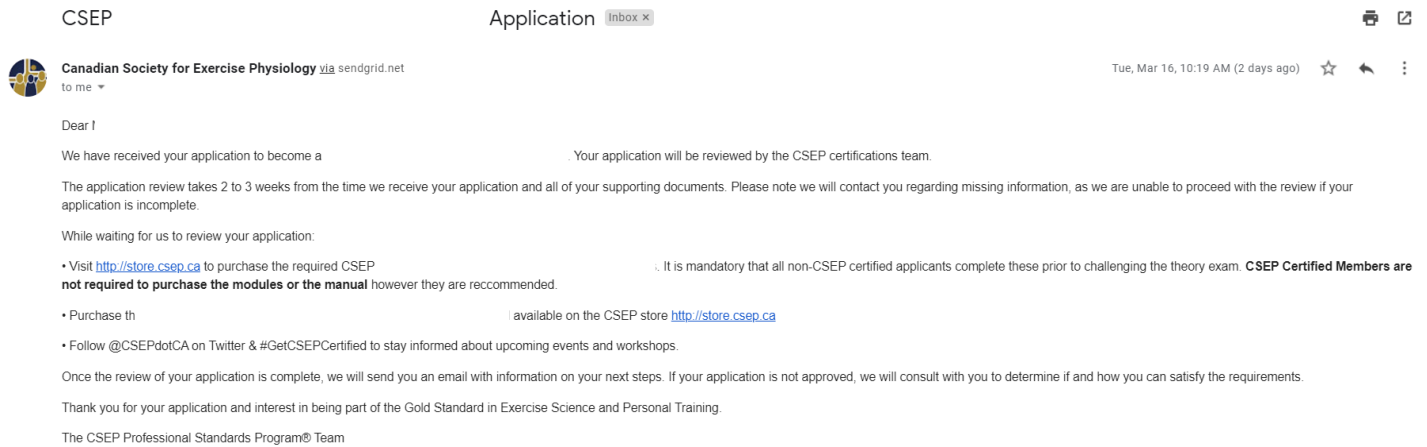 CSEP Application Inbox ×
Canadian Society for Exercise Physiology via sendgrid.net Tue, Mar 16, 10:19 AM (2 days ago)
to me
Dear
We have received your application to become a . Your application will be reviewed by the CSEP certifications team.
The application review takes 2 to 3 weeks from the time we receive your application and all of your supporting documents. Please note we will contact you regarding missing information, as we are unable to proceed with the review if your
application is incomplete.
While waiting for us to review your application:
• Visit http://store.csep.ca to purchase the required CSEP . It is mandatory that all non-CSEP certified applicants complete these prior to challenging the theory exam. CSEP Certified Members are
not required to purchase the modules or the manual however they are reccommended.
• Purchase th available on the CSEP store http://store.csep.ca
• Follow @CSEPdotCA on Twitter & #GetCSEPCertified to stay informed about upcoming events and workshops.
Once the review of your application is complete, we will send you an email with information on your next steps. If your application is not approved, we will consult with you to determine if and how you can satisfy the requirements.
Thank you for your application and interest in being part of the Gold Standard in Exercise Science and Personal Training.
The CSEP Professional Standards Program® Team